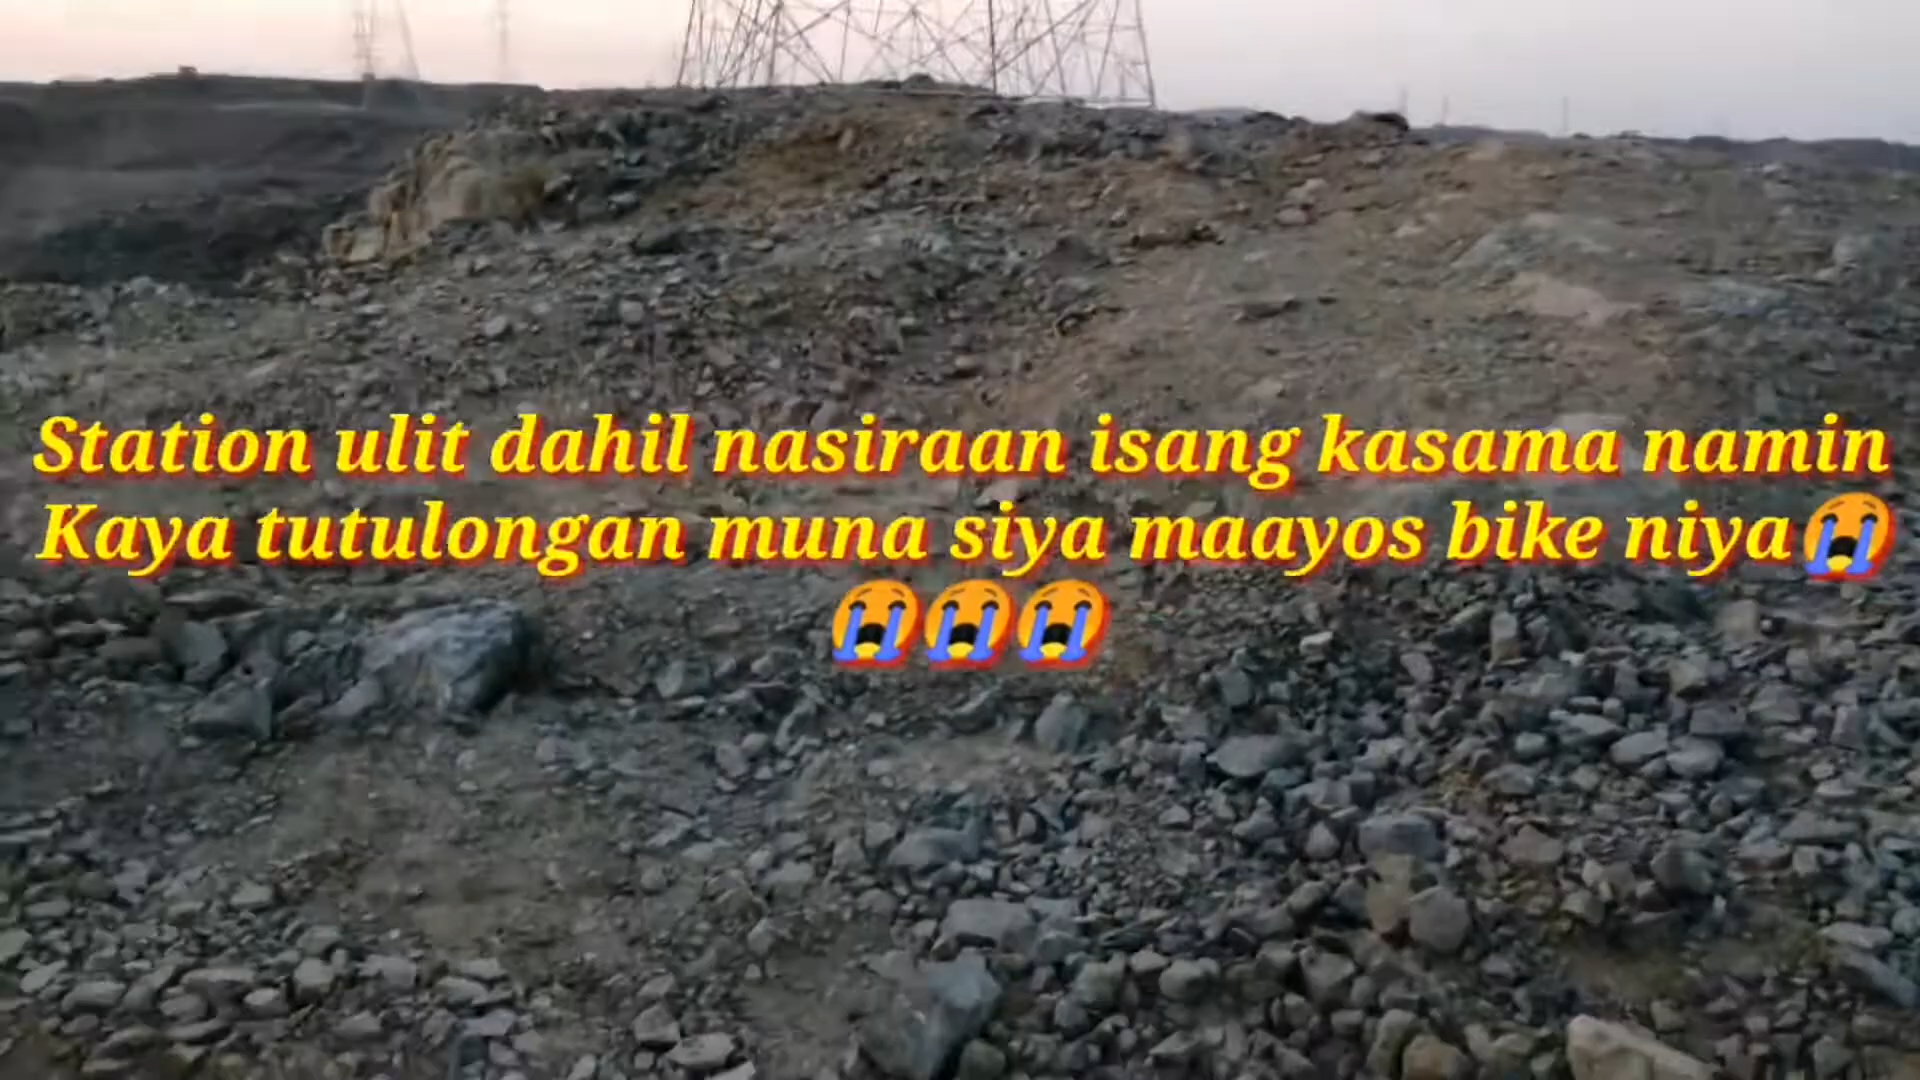 Station ulit dahil nasiraan isang kasama namin
Kaya tutulongan muna siya maayos bike niya😭
😭😭😭